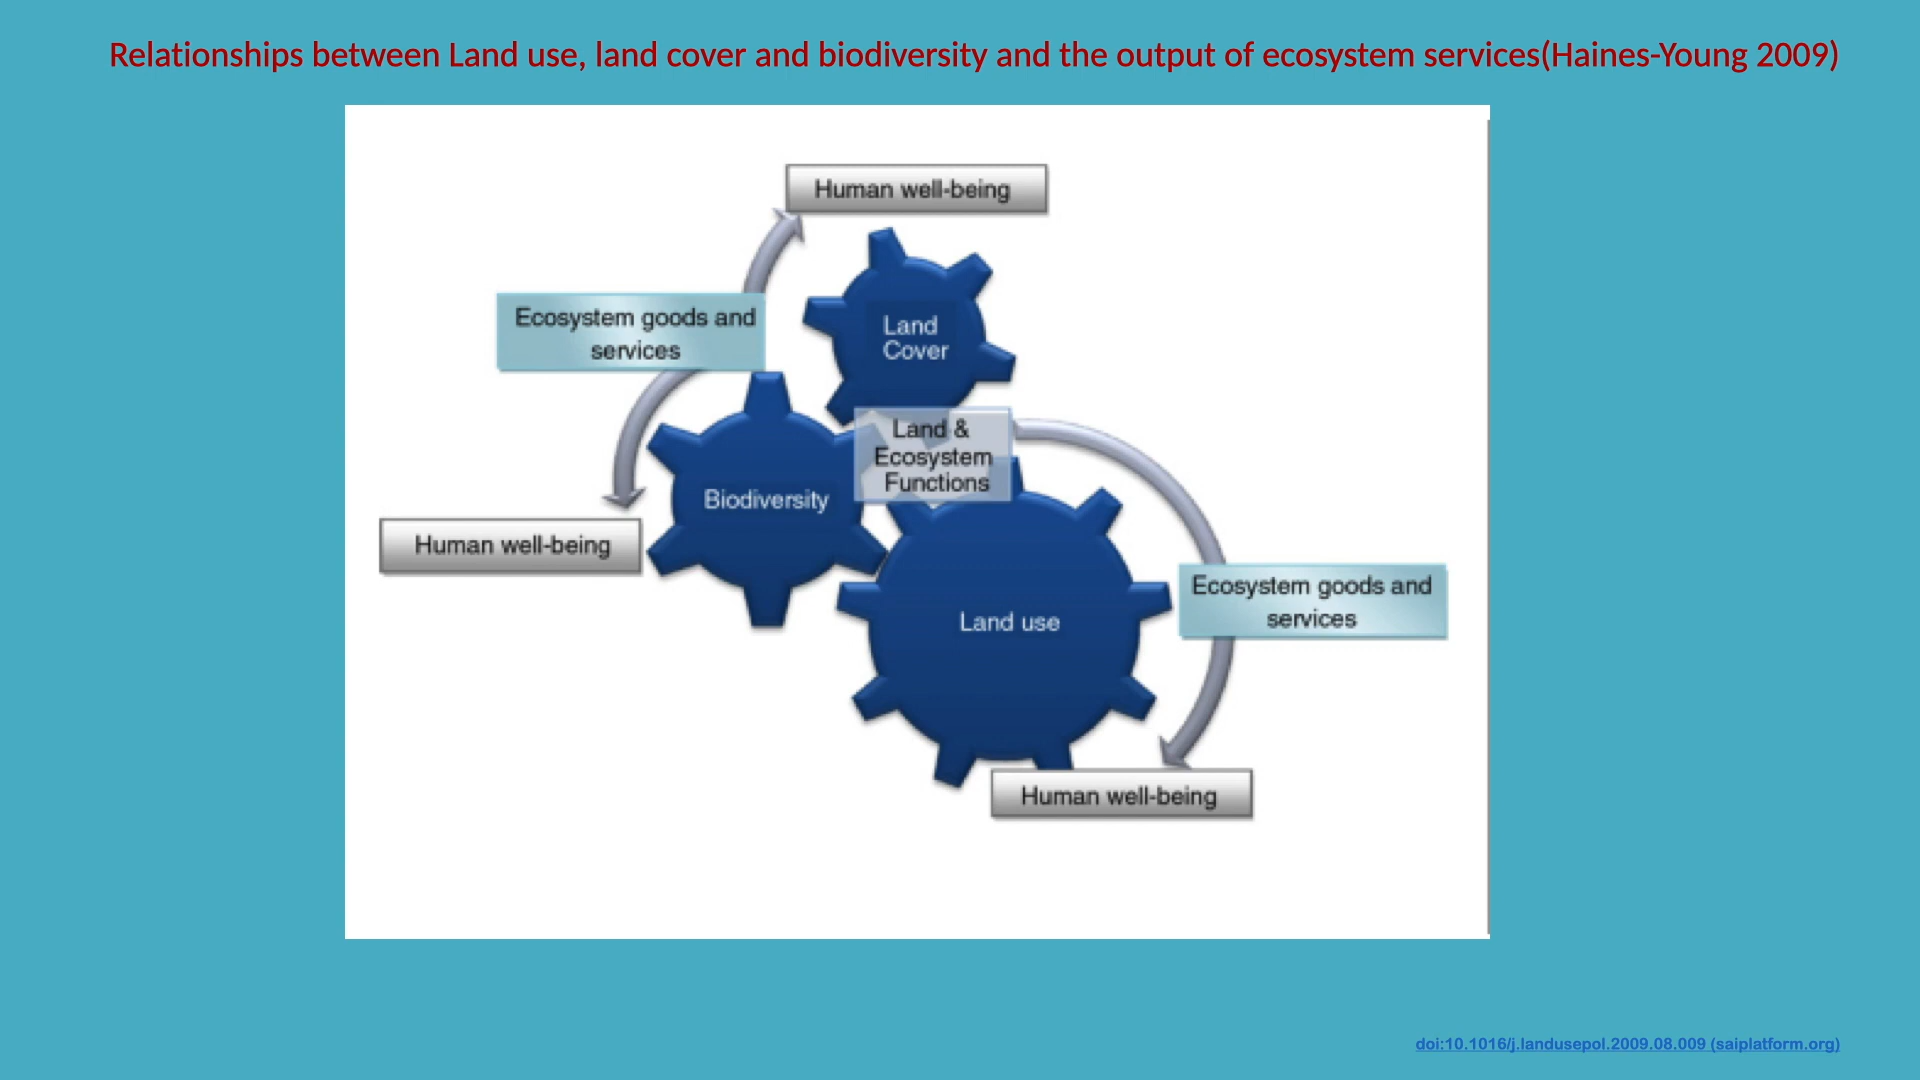 Relationships between Land use, land cover and biodiversity and the output of ecosystem services(Haines-Young 2009)
Human well-being
Ecosystem goods and
services
Land
Cover
Land &
Ecosystem
Functions
Biodiversity
Human well-being
Ecosystem goods and
services
Land use
Human well-being
doi:10.1016/j.landusepol.2009.08.009 (saiplatform.org)